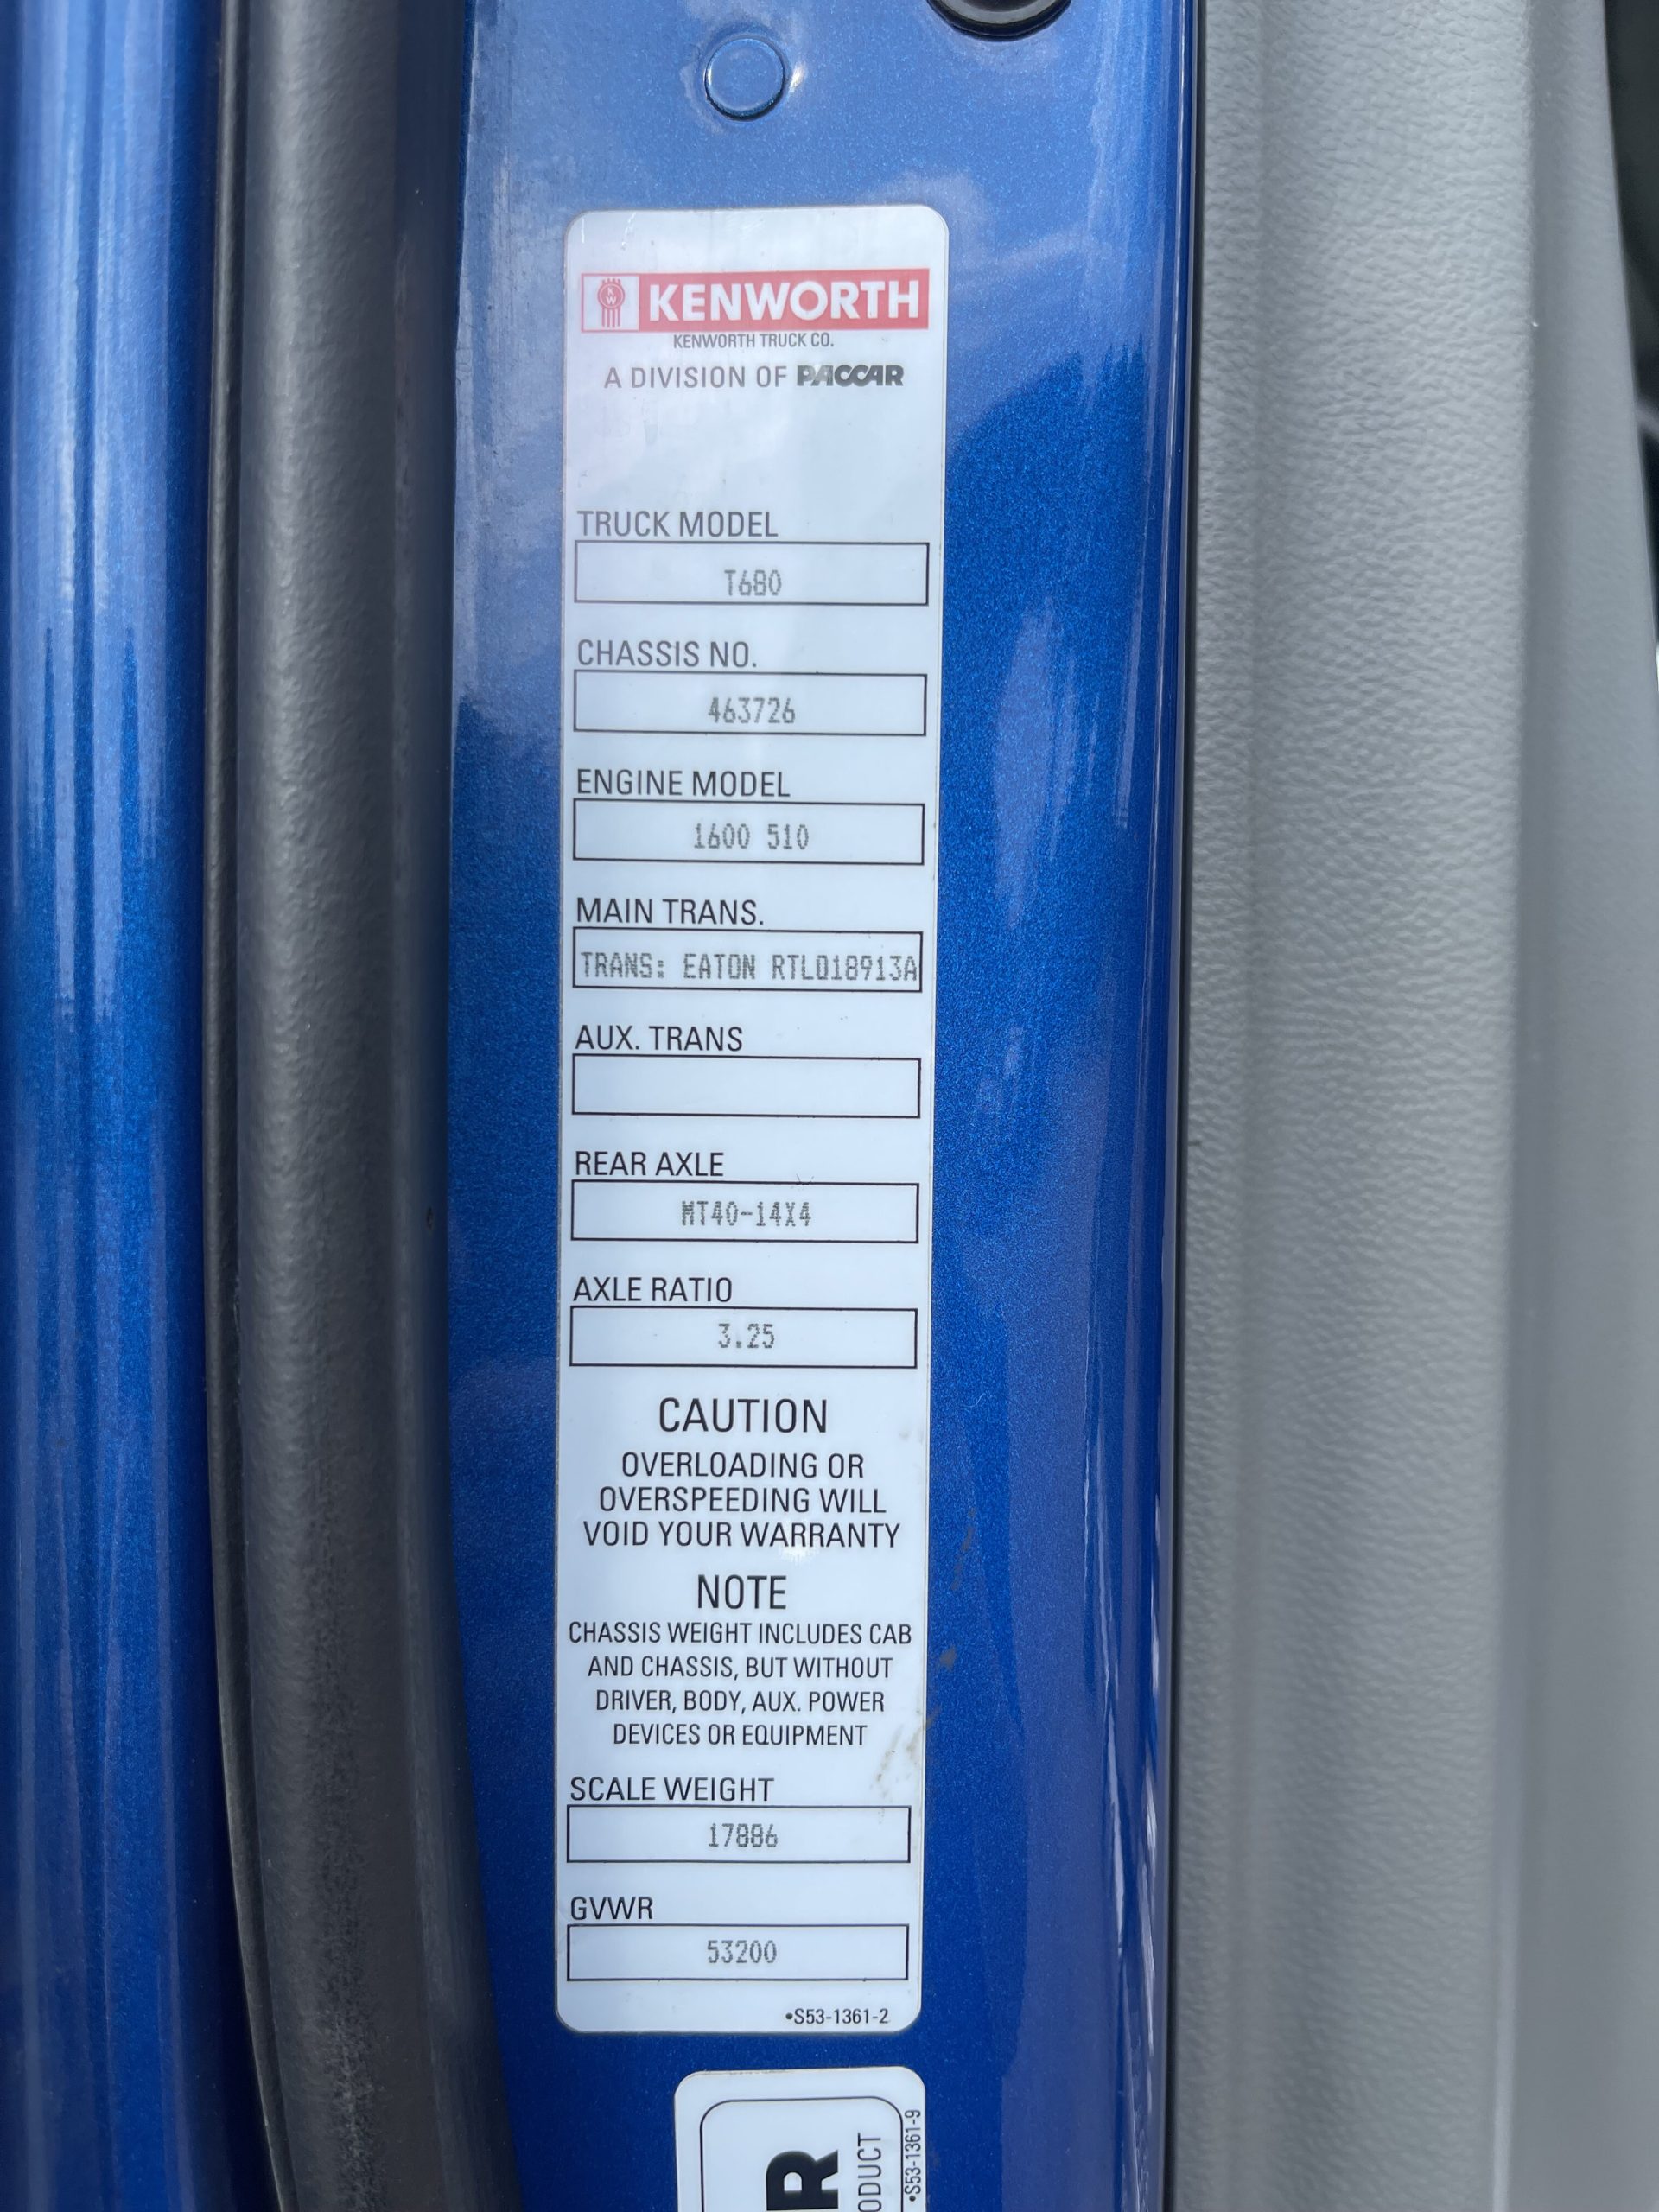 KW KENWORTH
KENWORTH TRUCK CO.
A DIVISION OF PACCAR
TRUCK MODEL
T680
CHASSIS NO.
463726
ENGINE MODEL
1600 510
MAIN TRANS.
TRANS: EATON RTLO18913A
AUX. TRANS
REAR AXLE
MT40-14X4
AXLE RATIO
3.25
CAUTION
OVERLOADING OR
OVERSPEEDING WILL
VOID YOUR WARRANTY
NOTE
CHASSIS WEIGHT INCLUDES CAB
AND CHASSIS, BUT WITHOUT
DRIVER, BODY, AUX. POWER
DEVICES OR EQUIPMENT
SCALE WEIGHT
17886
GVWR
53200
•S53-1361-2
R
ODUCT
•S53-1361-9